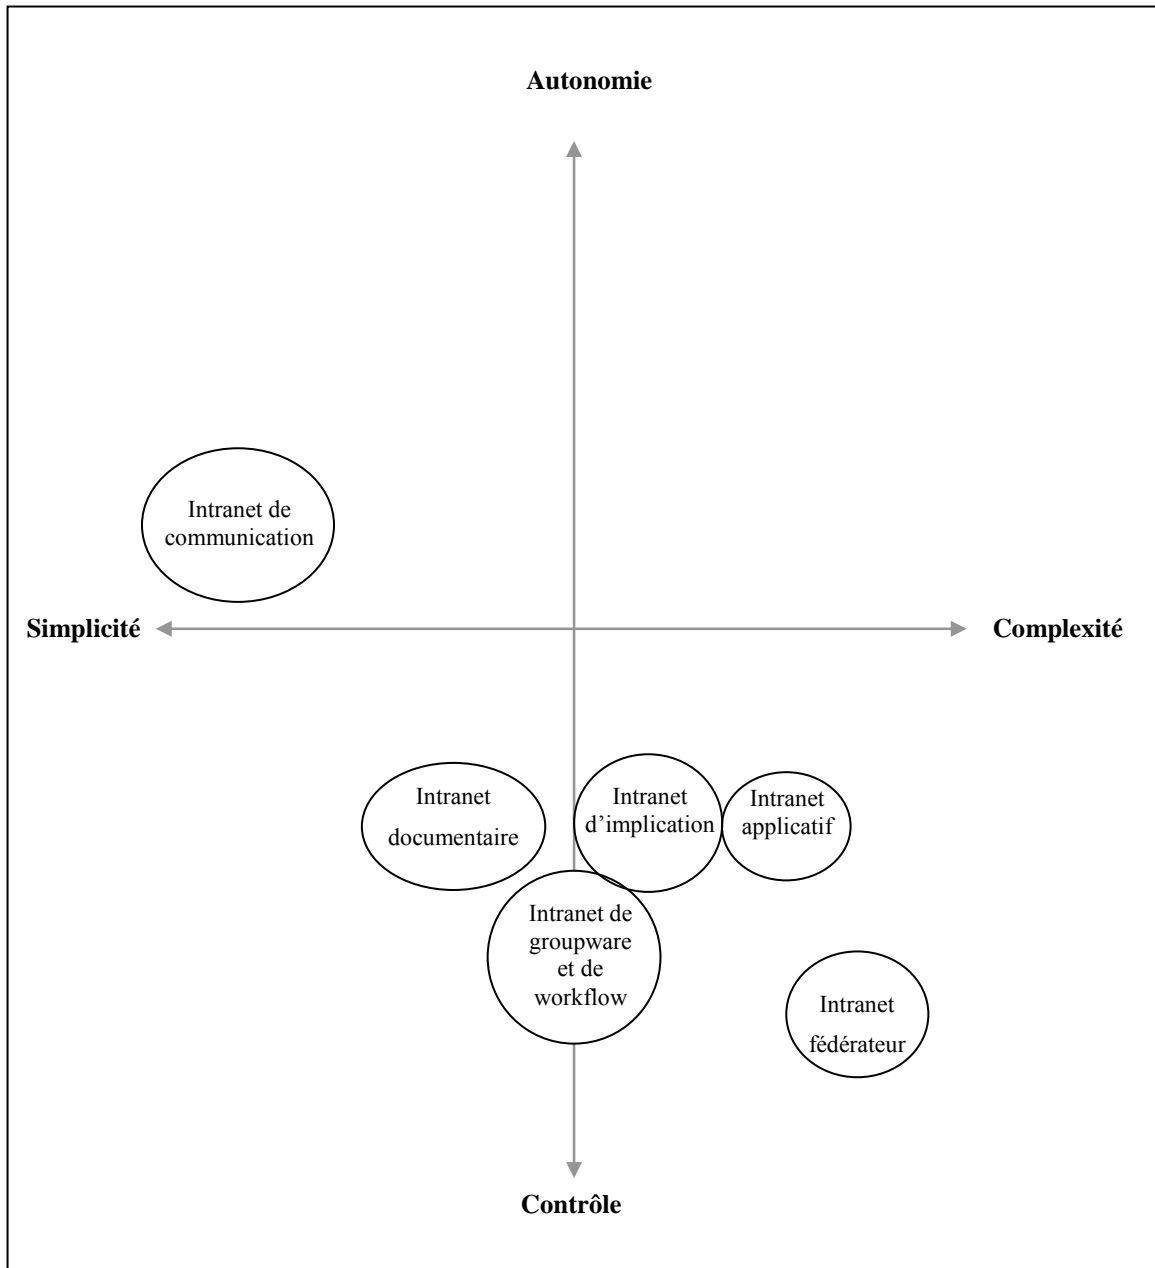 Autonomie
Intranet de
communication
Simplicité
Complexité
Intranet
documentaire
Intranet
d’implication
Intranet
applicatif
Intranet de
groupware
et de
workflow
Intranet
fédérateur
Contrôle